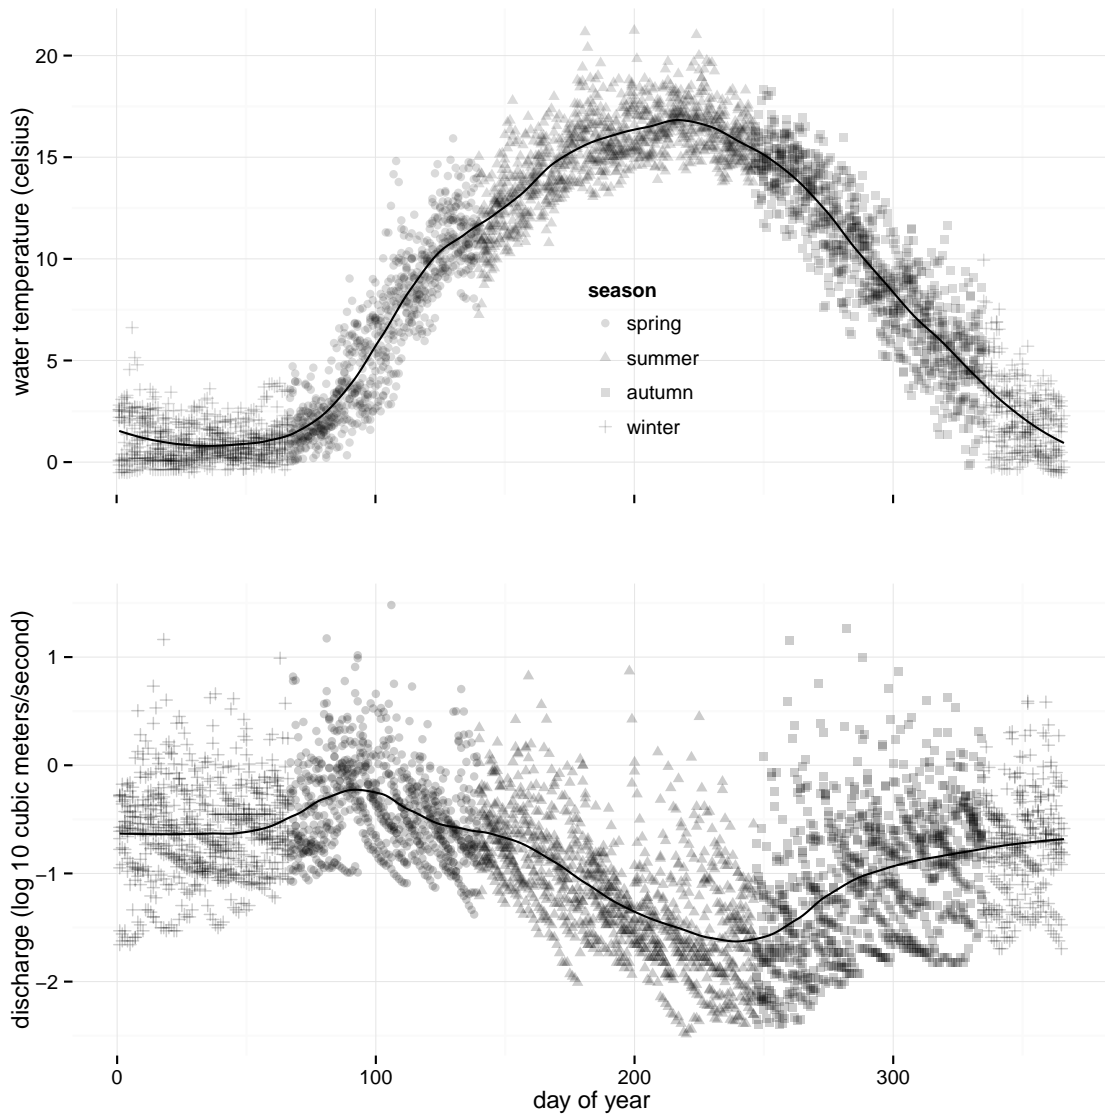 water temperature (celsius)
20
15
10
5
0
season
spring
summer
autumn
winter
discharge (log 10 cubic meters/second)
1
0
−1
−2
0 100 200 300
day of year